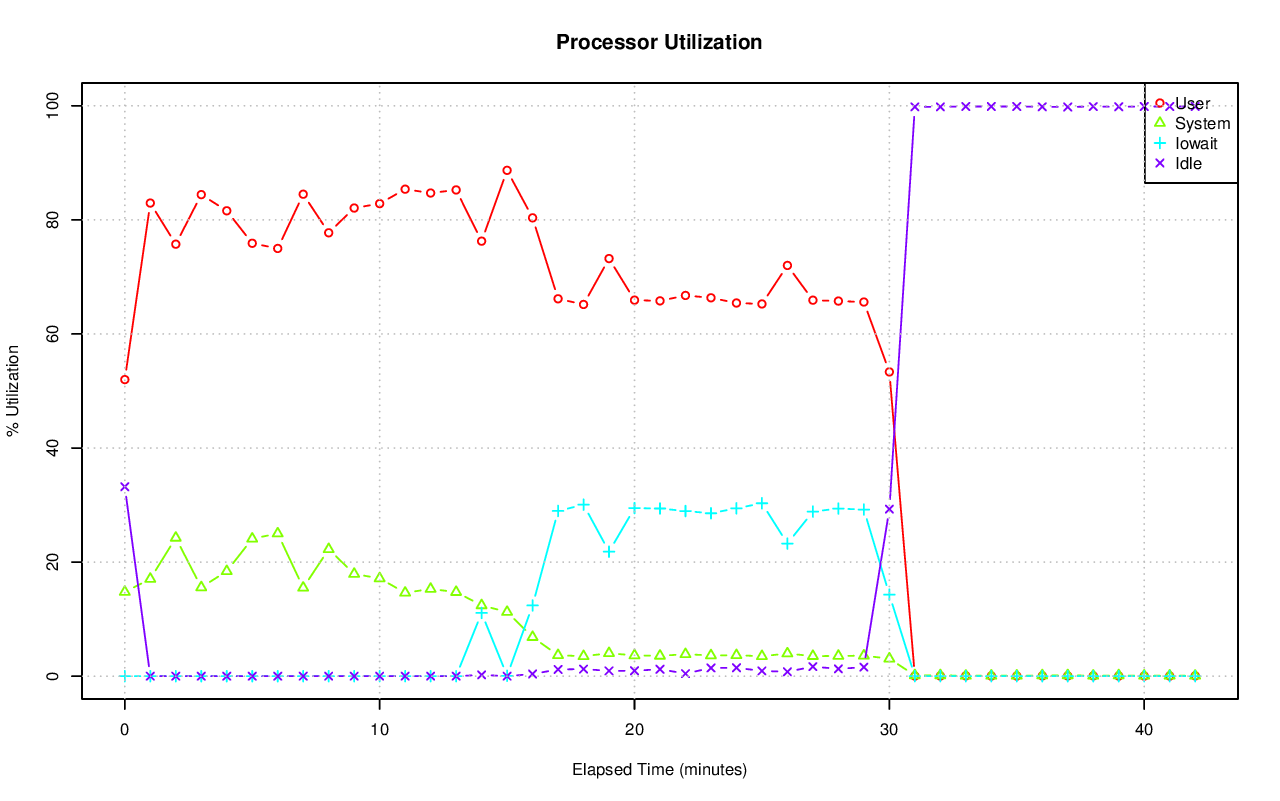 Processor Utilization
% Utilization
100
80
60
40
20
0
User
System
Iowait
Idle
0 10 20 30 40
Elapsed Time (minutes)